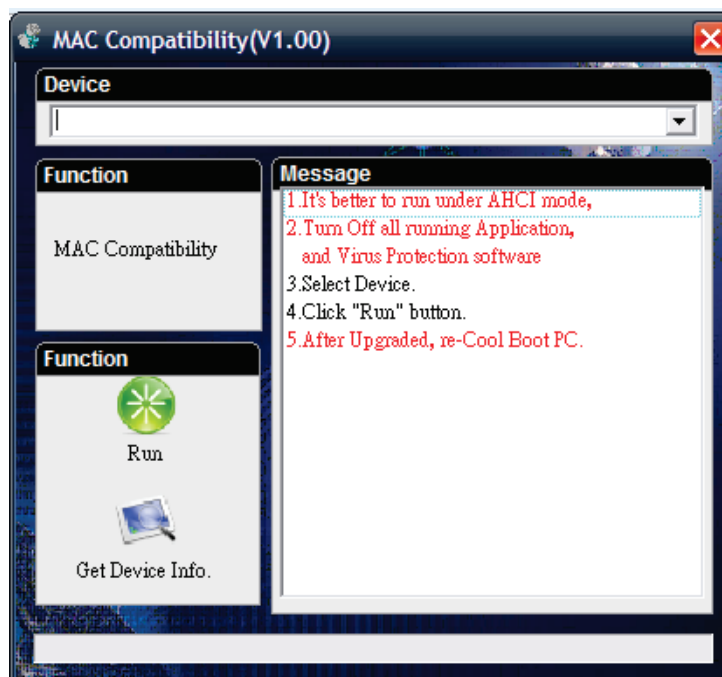 MAC Compatibility(V1.00)
Device
Function
MAC Compatibility
Function
Run
Get Device Info.
Message
1.It's better to run under AHCI mode,
2.Turn Off all running Application,
and Virus Protection software
3.Select Device.
4.Click "Run" button.
5.After Upgraded, re-Cool Boot PC.